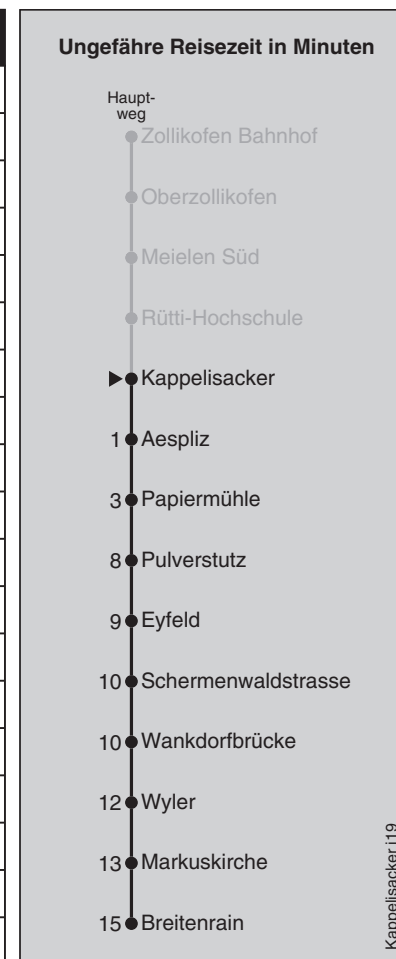 Ungefähre Reisezeit in Minuten
Haupt-
weg
Zollikofen Bahnhof
Oberzollikofen
Meielen Süd
Rütti-Hochschule
Kappelisacker
1 Aespliz
3 Papiermühle
8 Pulverstutz
9 Eyfeld
10 Schermenwaldstrasse
10 Wankdorfbrücke
12 Wyler
13 Markuskirche
15 Breitenrain
Kappelisacker i19